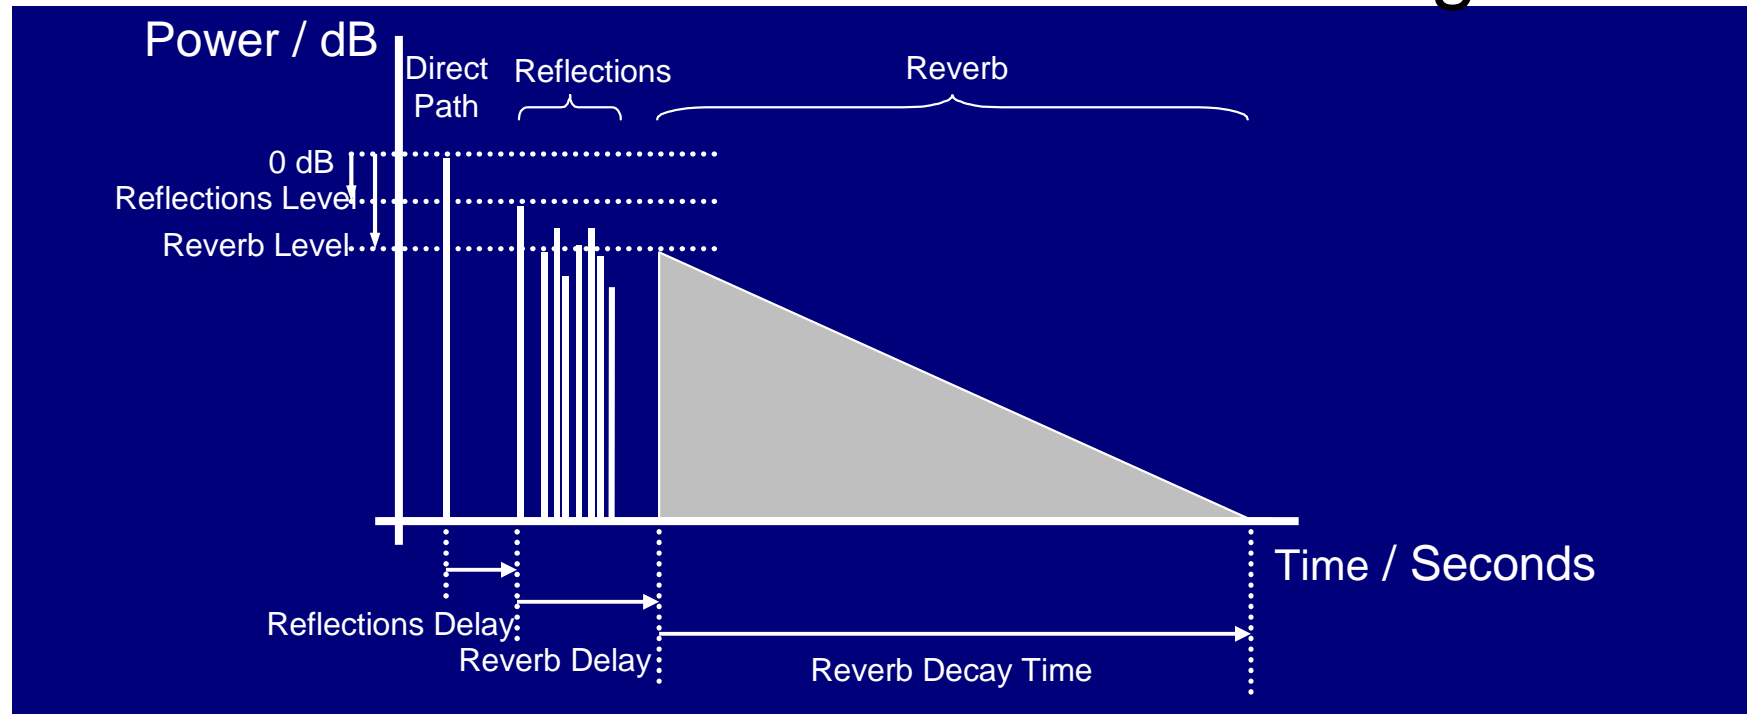 Power / dB
Direct
Path
Reflections
Reverb
0 dB
Reflections Level
Reverb Level
Time / Seconds
Reflections Delay
Reverb Delay
Reverb Decay Time